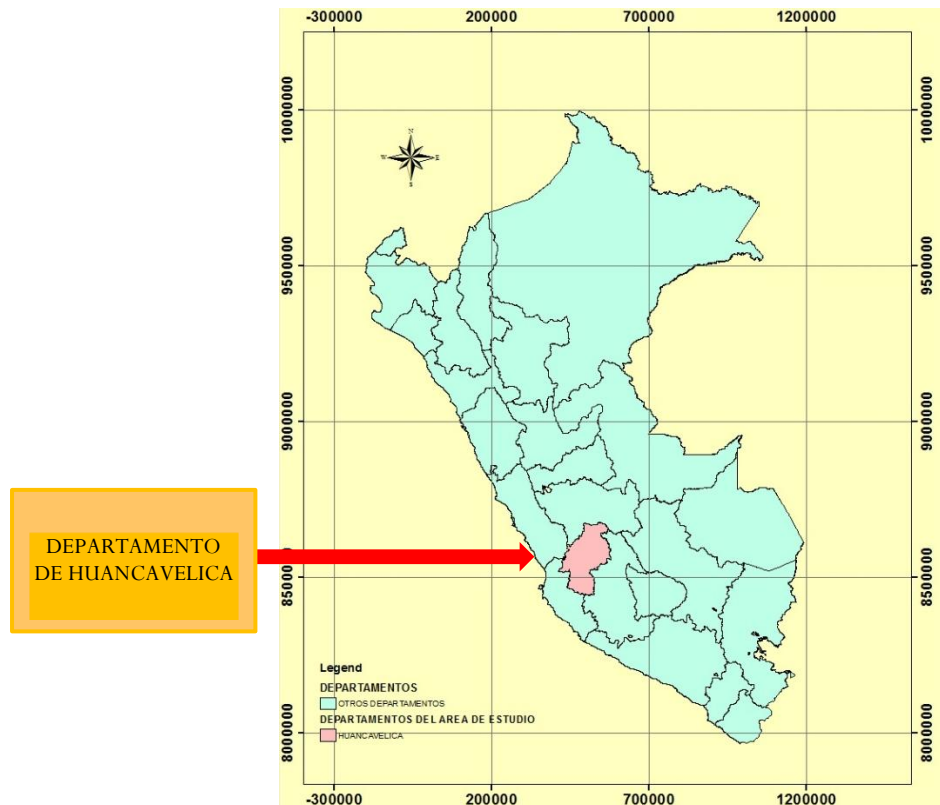 -300000 200000 700000 1200000
10000000 10000000
N
W E
S
9500000 9500000
9000000 9000000
DEPARTAMENTO
DE HUANCAVELICA
8500000
Legend
DEPARTAMENTOS
OTROS DEPARTAMENTOS
DEPARTAMENTOS DEL AREA DE ESTUDIO
HUANCAVELICA
8000000 8000000
-300000 200000 700000 1200000